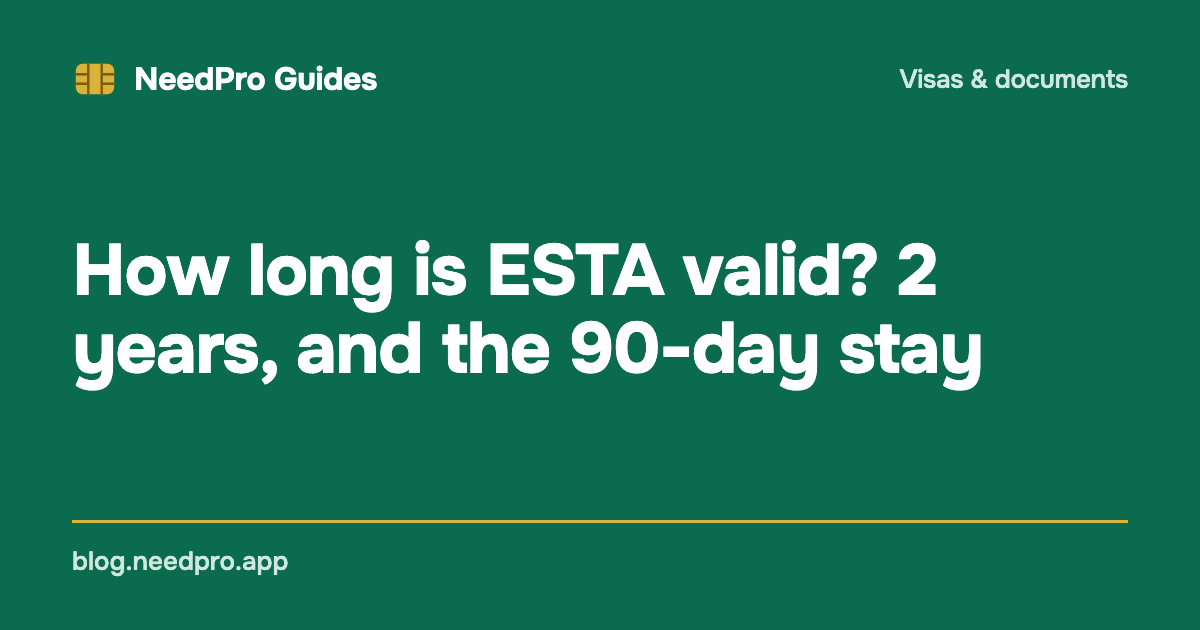 NeedPro Guides
Visas & documents
How long is ESTA valid? 2
years, and the 90-day stay
blog.needpro.app